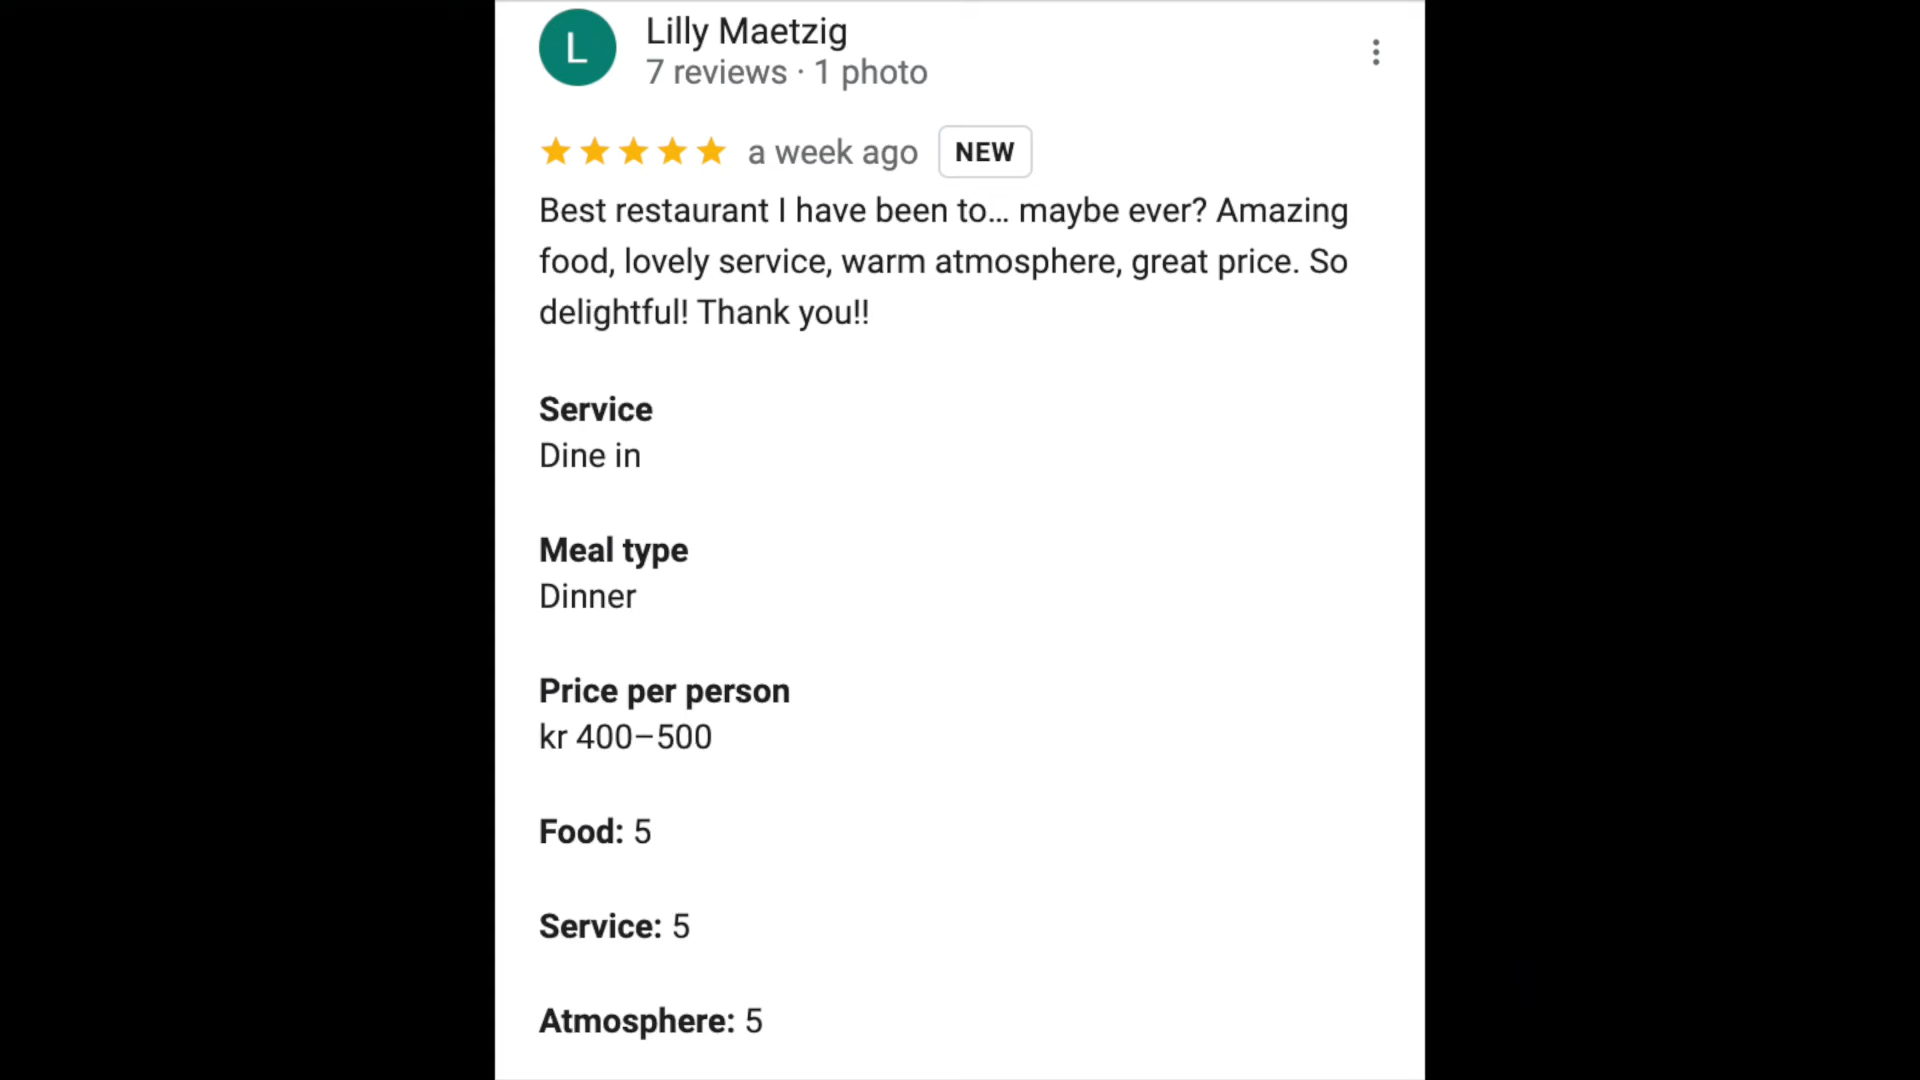 L
Lilly Maetzig
7 reviews · 1 photo
a week ago NEW
Best restaurant I have been to… maybe ever? Amazing
food, lovely service, warm atmosphere, great price. So
delightful! Thank you!!
Service
Dine in
Meal type
Dinner
Price per person
kr 400–500
Food: 5
Service: 5
Atmosphere: 5